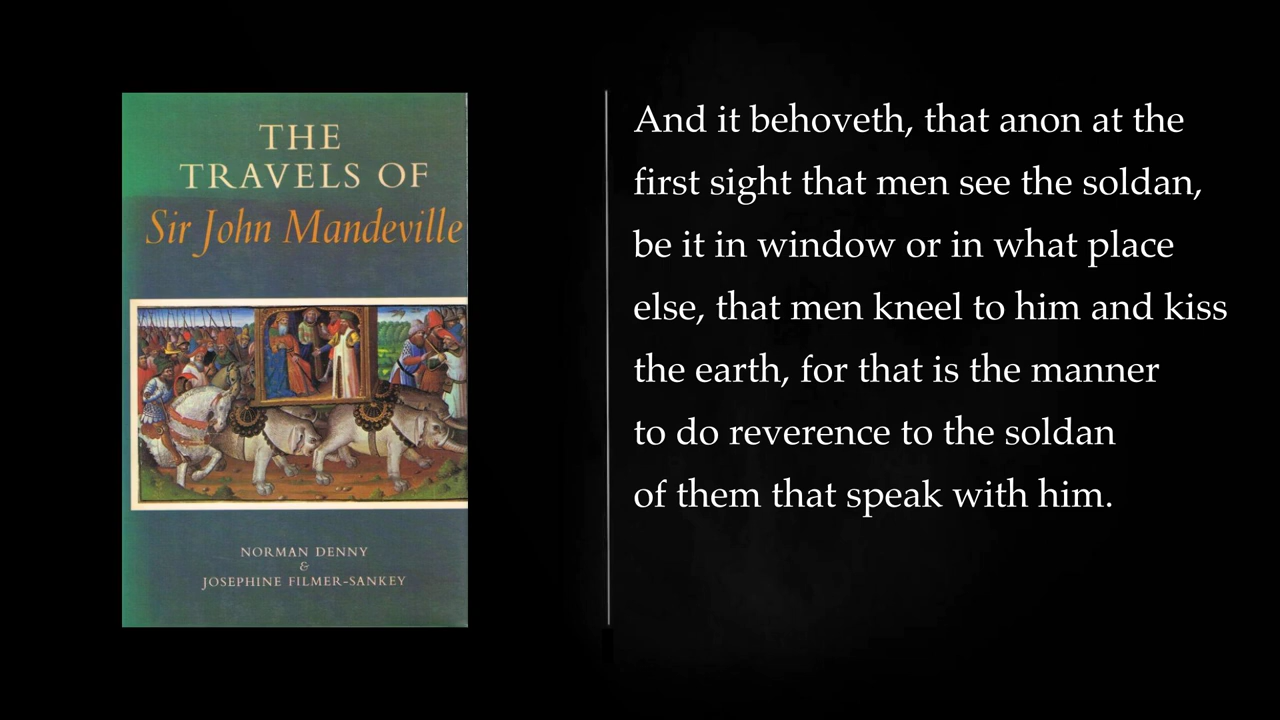 THE
TRAVELS OF
Sir John Mandeville
NORMAN DENNY
&
JOSEPHINE FILMER-SANKEY
And it behoveth, that anon at the
first sight that men see the soldan,
be it in window or in what place
else, that men kneel to him and kiss
the earth, for that is the manner
to do reverence to the soldan
of them that speak with him.